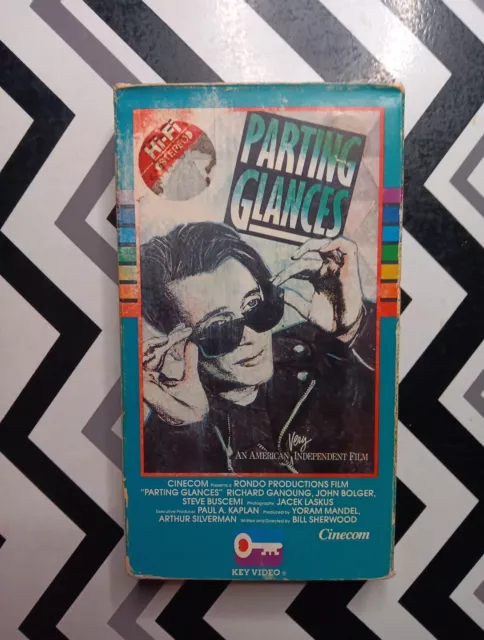 Hi-Fi
STEREO
PARTING
GLANCES
Very
AN AMERICAN INDEPENDENT FILM
CINECOM Presents a RONDO PRODUCTIONS FILM
"PARTING GLANCES" RICHARD GANOUNG, JOHN BOLGER,
STEVE BUSCEMI Photography JACEK LASKUS
Executive Producer PAUL A. KAPLAN Produced by YORAM MANDEL,
ARTHUR SILVERMAN Written and Directed by BILL SHERWOOD
Cinecom
KEY VIDEO®